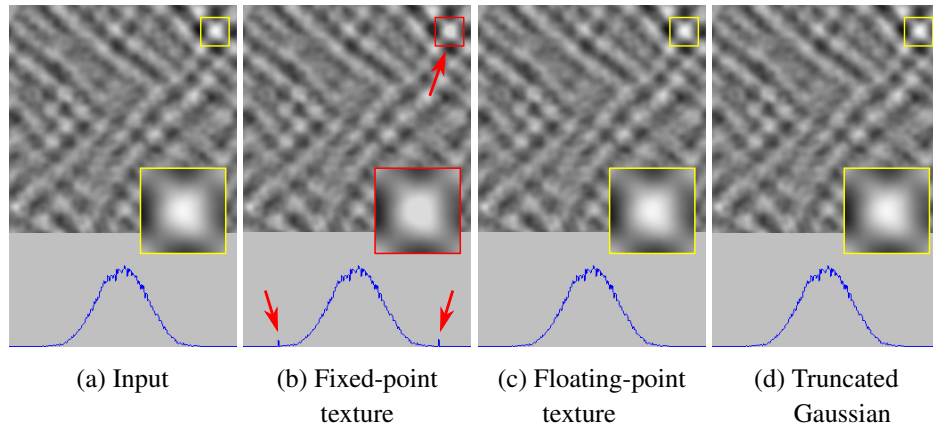 (a) Input
(b) Fixed-point
texture
(c) Floating-point
texture
(d) Truncated
Gaussian